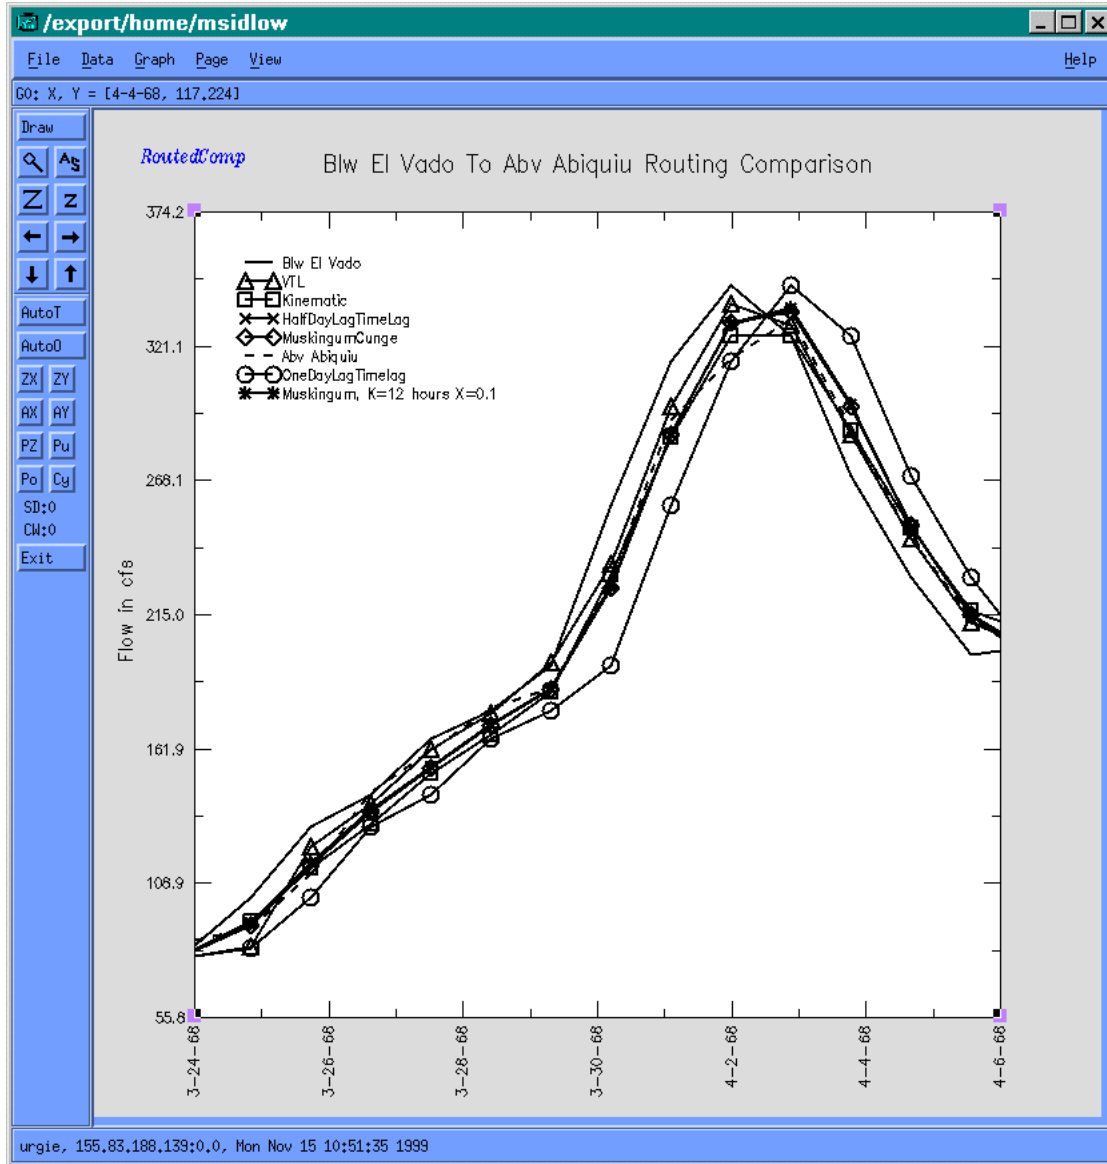 /export/home/msidlow
File Data Graph Page View Help
G0: X, Y = [4-4-68, 117.224]
Draw
A S
Z z
AutoT
AutoO
ZX ZY
AX AY
PZ Pu
Po Cy
SD:0
CW:0
Exit
RoutedComp
Blw El Vado To Abv Abiquiu Routing Comparison
Blw El Vado
VTL
Kinematic
HalfDayLagTimeLag
MuskingumCunge
Abv Abiquiu
OneDayLagTimelag
Muskingum, K=12 hours X=0.1
Flow in cfs
374.2
321.1
268.1
215.0
161.9
108.9
55.8
3-24-68
3-26-68
3-28-68
3-30-68
4-2-68
4-4-68
4-6-68
urgie, 155.83.188.139:0.0, Mon Nov 15 10:51:35 1999